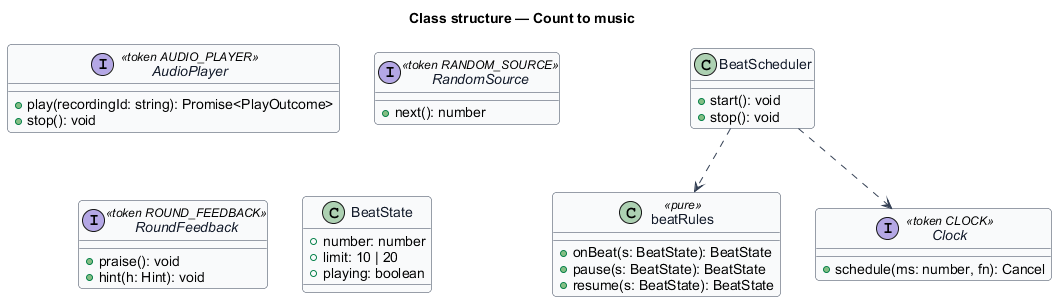 Class structure — Count to music
I
«token AUDIO_PLAYER»
AudioPlayer
play(recordingId: string): Promise<PlayOutcome>
stop(): void
I
«token RANDOM_SOURCE»
RandomSource
next(): number
C
BeatScheduler
start(): void
stop(): void
I
«token ROUND_FEEDBACK»
RoundFeedback
praise(): void
hint(h: Hint): void
C
BeatState
number: number
limit: 10 | 20
playing: boolean
C
«pure»
beatRules
onBeat(s: BeatState): BeatState
pause(s: BeatState): BeatState
resume(s: BeatState): BeatState
I
«token CLOCK»
Clock
schedule(ms: number, fn): Cancel